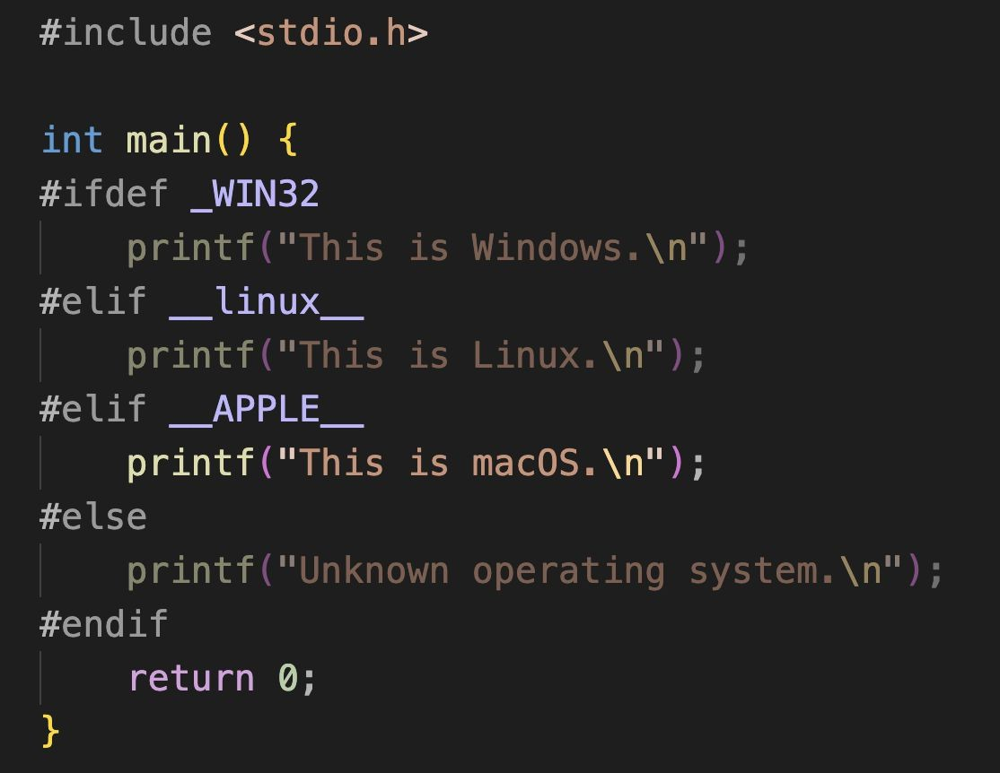 #include <stdio.h>
int main() {
#ifdef _WIN32
    printf("This is Windows.\n");
#elif __linux__
    printf("This is Linux.\n");
#elif __APPLE__
    printf("This is macOS.\n");
#else
    printf("Unknown operating system.\n");
#endif
    return 0;
}